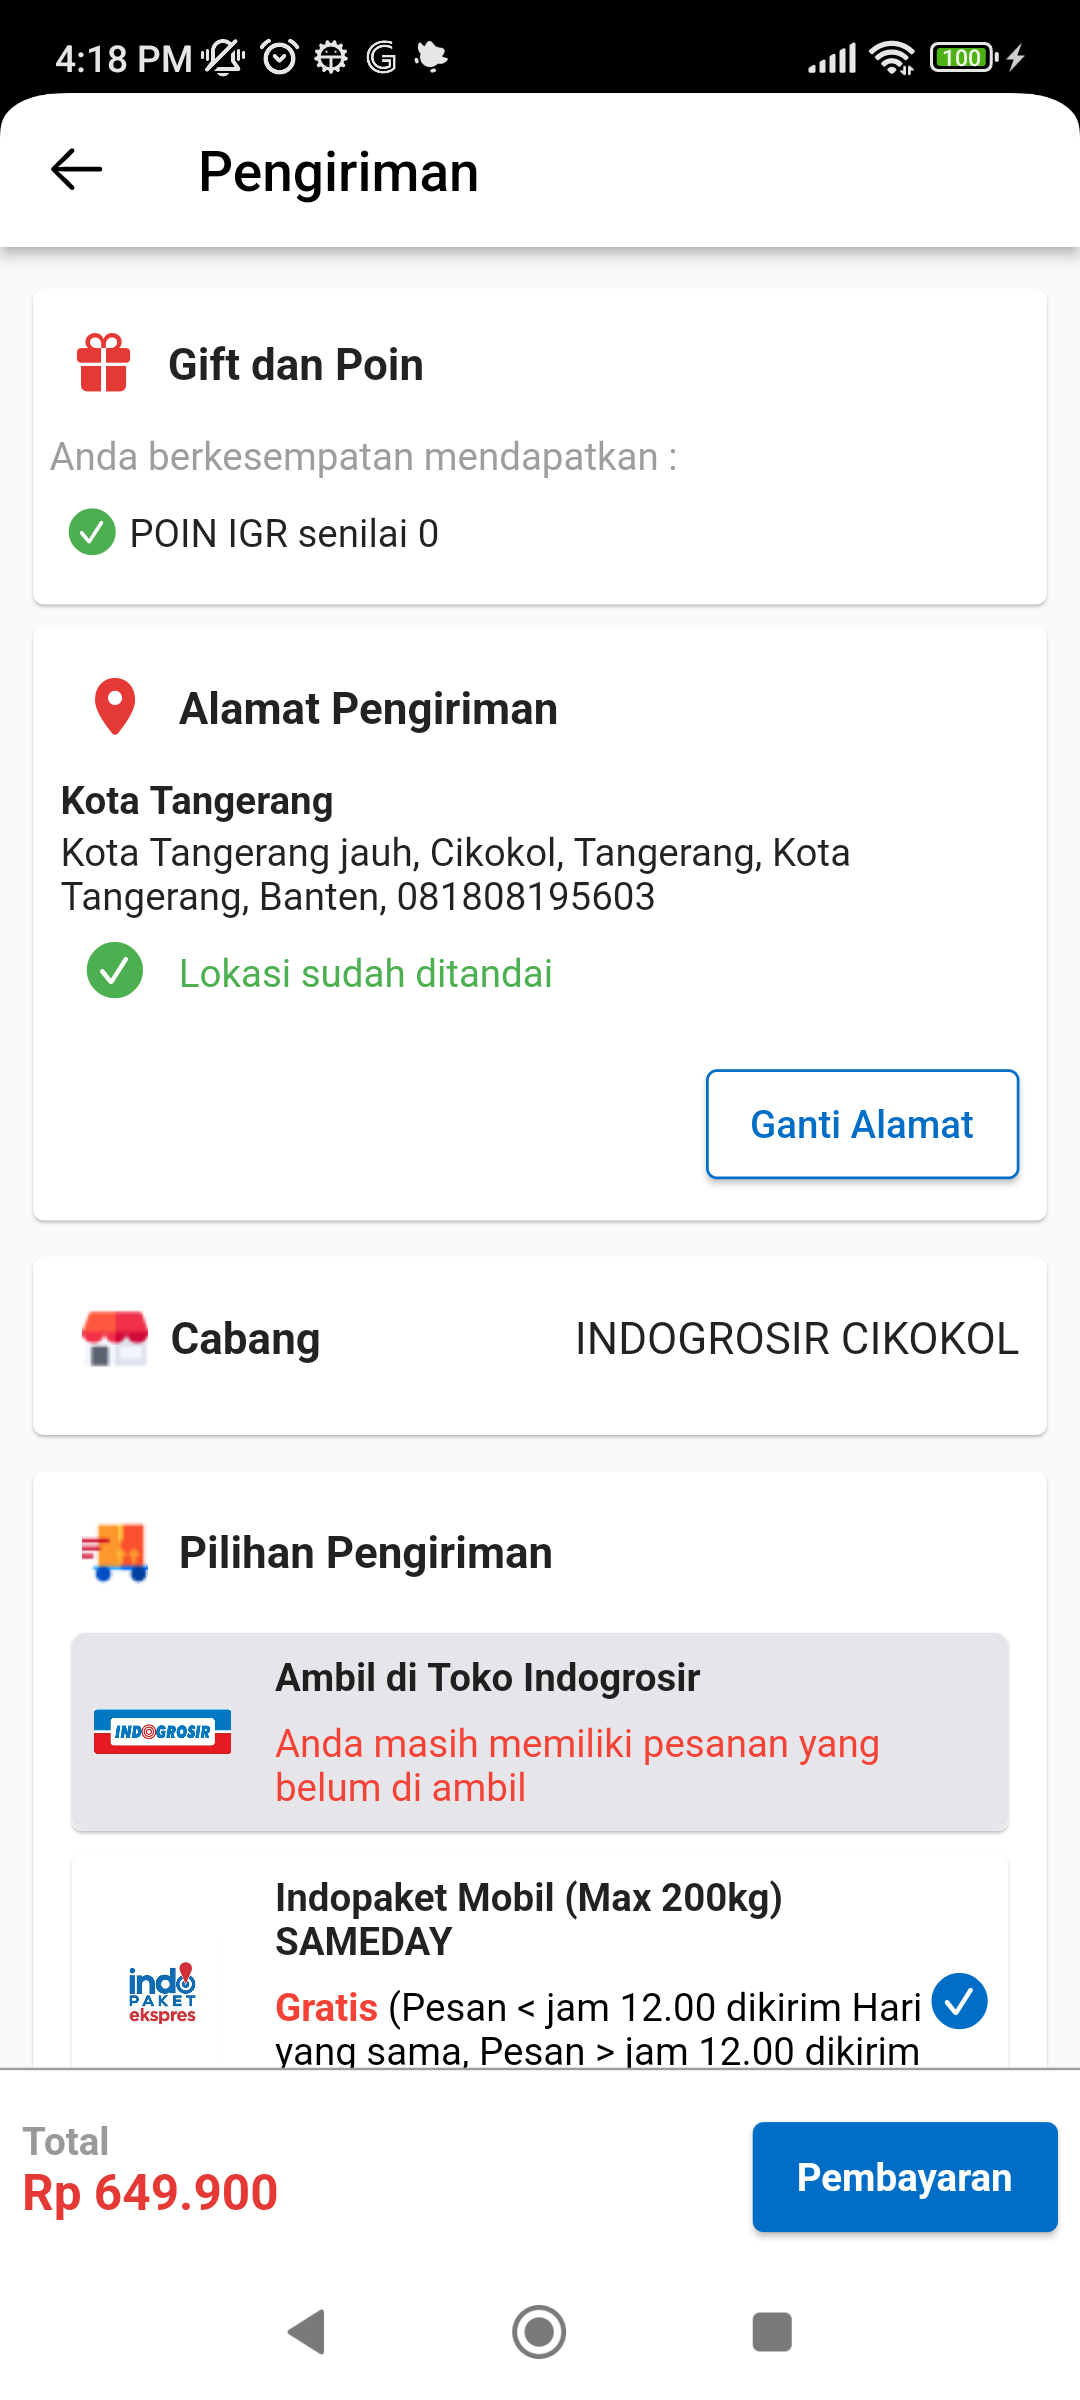 4:18 PM
100
Pengiriman
Gift dan Poin
Anda berkesempatan mendapatkan :
POIN IGR senilai 0
Alamat Pengiriman
Kota Tangerang
Kota Tangerang jauh, Cikokol, Tangerang, Kota
Tangerang, Banten, 081808195603
Lokasi sudah ditandai
Ganti Alamat
Cabang
INDOGROSIR CIKOKOL
Pilihan Pengiriman
INDOGROSIR
Ambil di Toko Indogrosir
Anda masih memiliki pesanan yang
belum di ambil
Indopaket Mobil (Max 200kg)
SAMEDAY
indo
PAKET
ekspres
Gratis (Pesan < jam 12.00 dikirim Hari
yang sama, Pesan > jam 12.00 dikirim
Total
Rp 649.900
Pembayaran